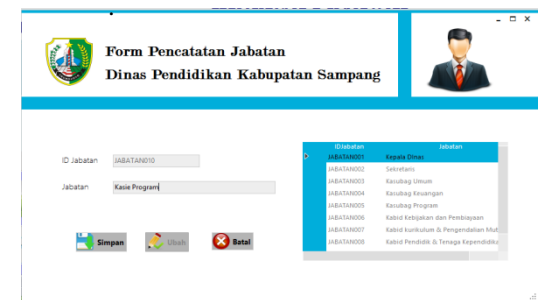 Form Pencatatan Jabatan
Dinas Pendidikan Kabupatan Sampang
ID Jabatan
JABATAN010
Jabatan
Kasie Program
Simpan
Ubah
Batal
IDJabatan Jabatan
JABATAN001 Kepala Dinas
JABATAN002 Sekretaris
JABATAN003 Kasubag Umum
JABATAN004 Kasubag Keuangan
JABATAN005 Kasubag Program
JABATAN006 Kabid Kebijakan dan Pembiayaan
JABATAN007 Kabid kurikulum & Pengendalian Mut
JABATAN008 Kabid Pendidik & Tenaga Kependidika